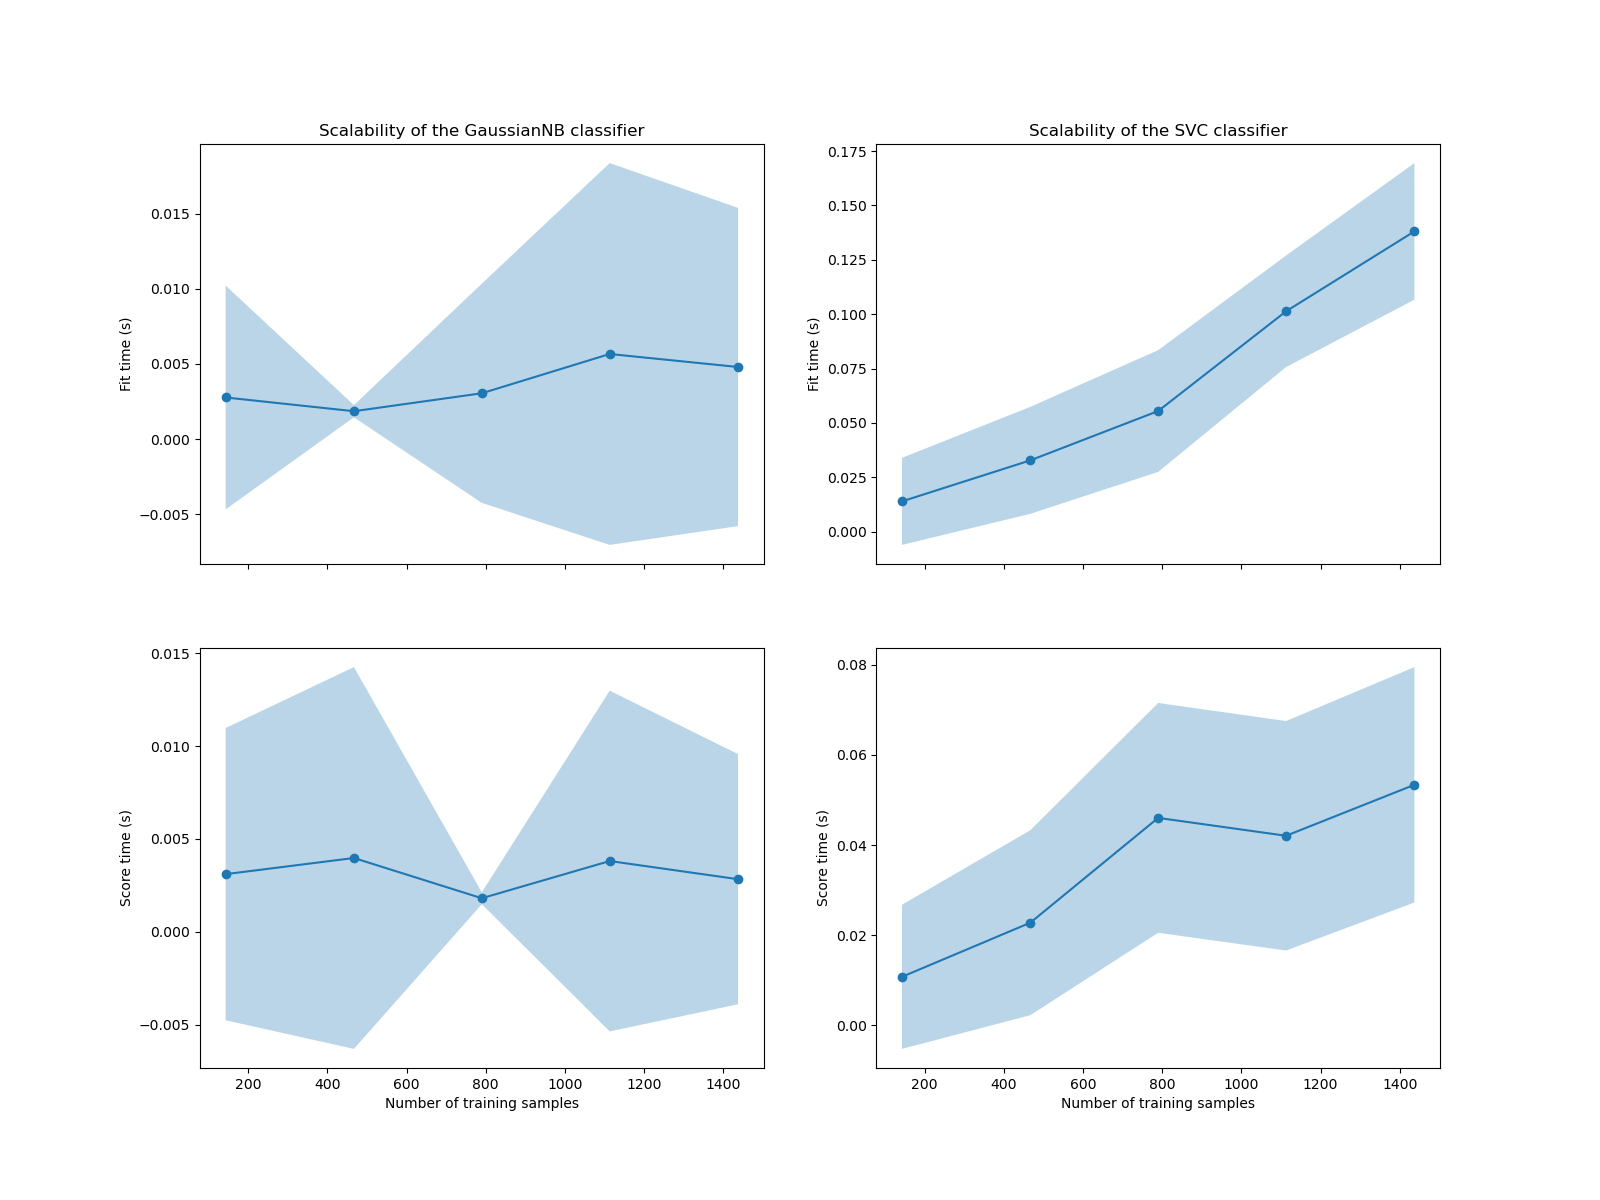 Scalability of the GaussianNB classifier
Scalability of the SVC classifier
0.015
0.010
0.005
0.000
−0.005
Fit time (s)
0.175
0.150
0.125
0.100
0.075
0.050
0.025
0.000
Fit time (s)
0.015
0.010
0.005
0.000
−0.005
Score time (s)
200 400 600 800 1000 1200 1400
Number of training samples
0.08
0.06
0.04
0.02
0.00
Score time (s)
200 400 600 800 1000 1200 1400
Number of training samples